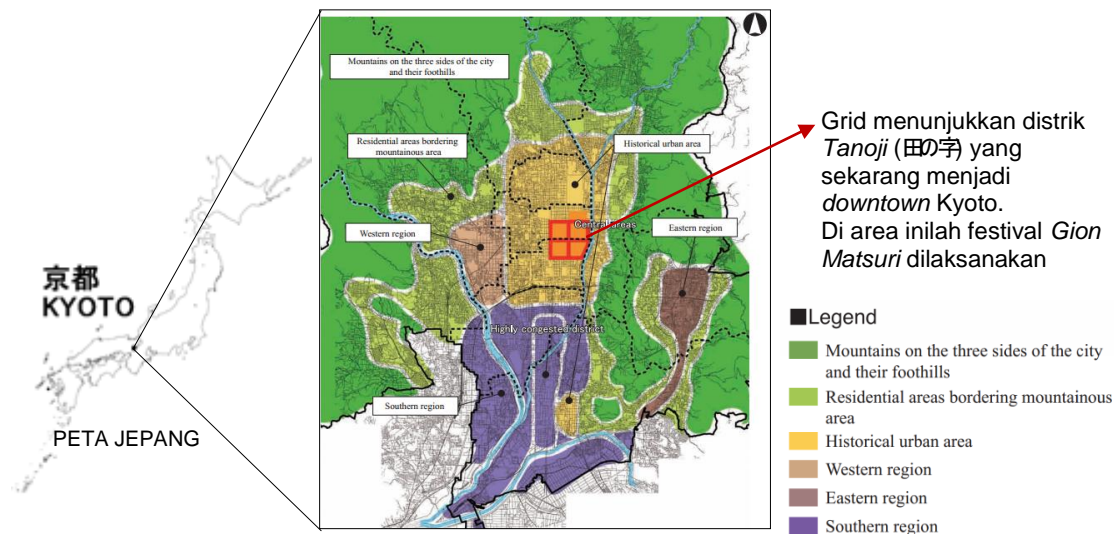 Mountains on the three sides of the city
and their foothills
Residential areas bordering
mountainous area
Historical urban area
Western region
Central areas
Eastern region
Highly congested district
Southern region
京都
KYOTO
PETA JEPANG
Grid menunjukkan distrik
Tanoji (田の字) yang
sekarang menjadi
downtown Kyoto.
Di area inilah festival Gion
Matsuri dilaksanakan
Legend
Mountains on the three sides of the city
and their foothills
Residential areas bordering mountainous
area
Historical urban area
Western region
Eastern region
Southern region